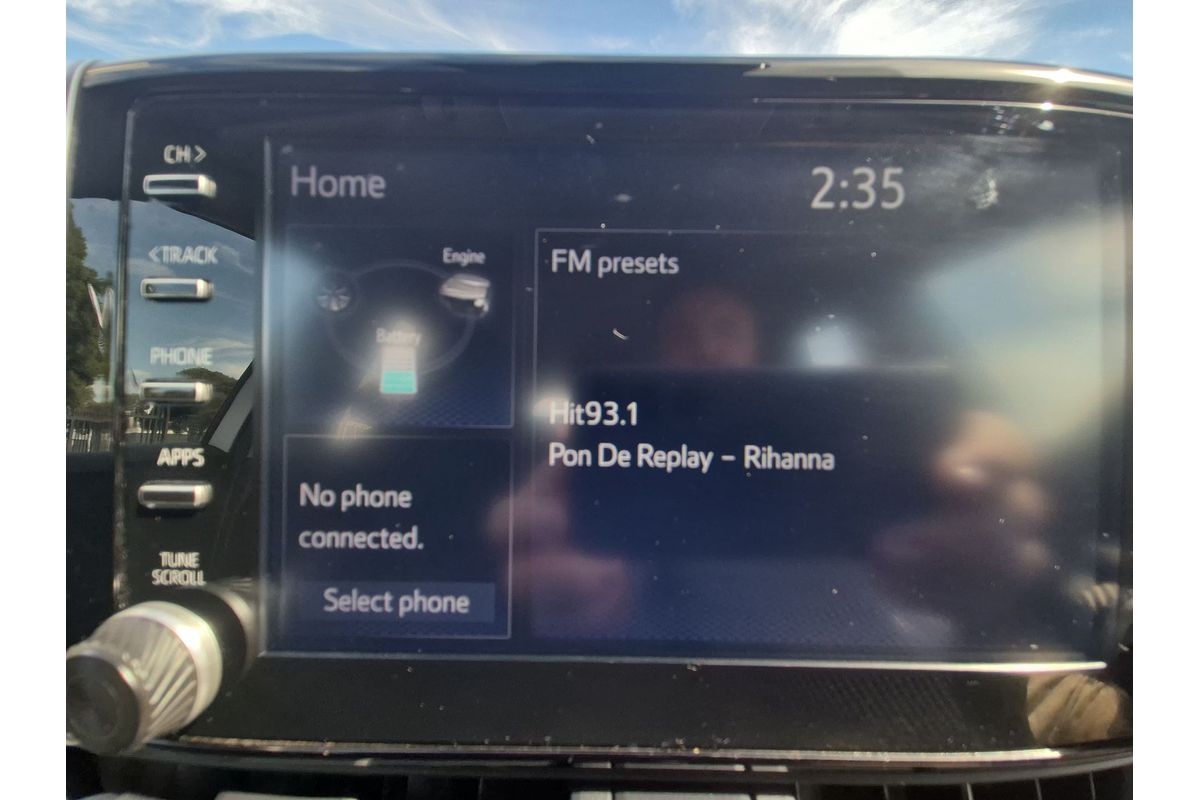 CH>
<TRACK
PHONE
APPS
TUNE
SCROLL
Home
2:35
Engine
Battery
No phone
connected.
Select phone
FM presets
Hit93.1
Pon De Replay – Rihanna